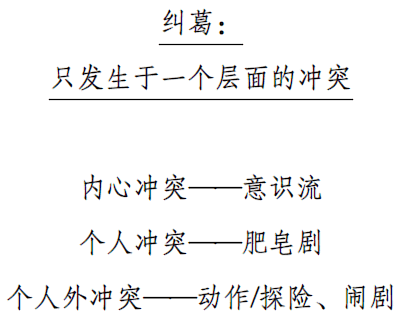 纠葛：
只发生于一个层面的冲突
内心冲突——意识流
个人冲突——肥皂剧
个人外冲突——动作/探险、闹剧